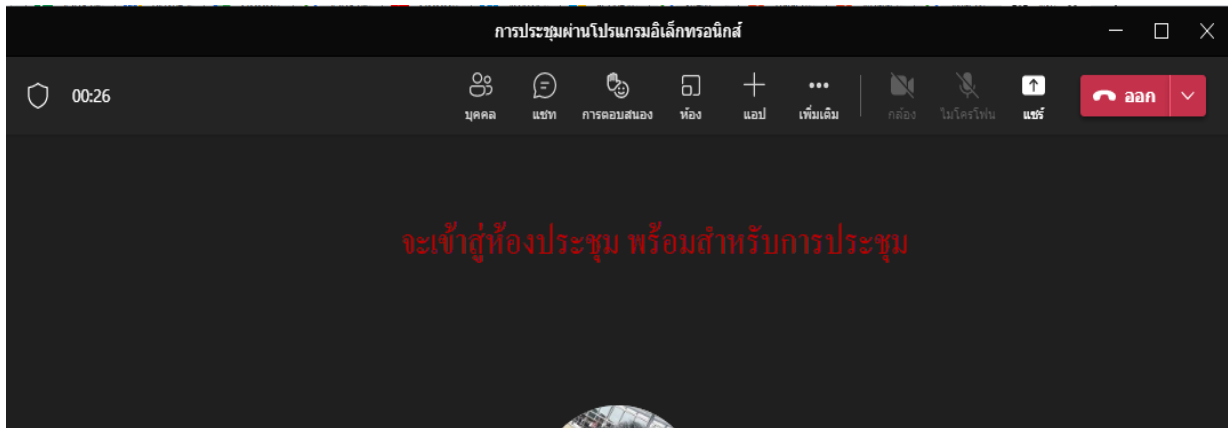 การประชุมผ่านโปรแกรมอิเล็กทรอนิกส์
00:26
บุคคล แชท การตอบสนอง ห้อง แอป เพิ่มเติม กล้อง ไมโครโฟน แชร์ ออก
จะเข้าสู่ห้องประชุม พร้อมสำหรับการประชุม